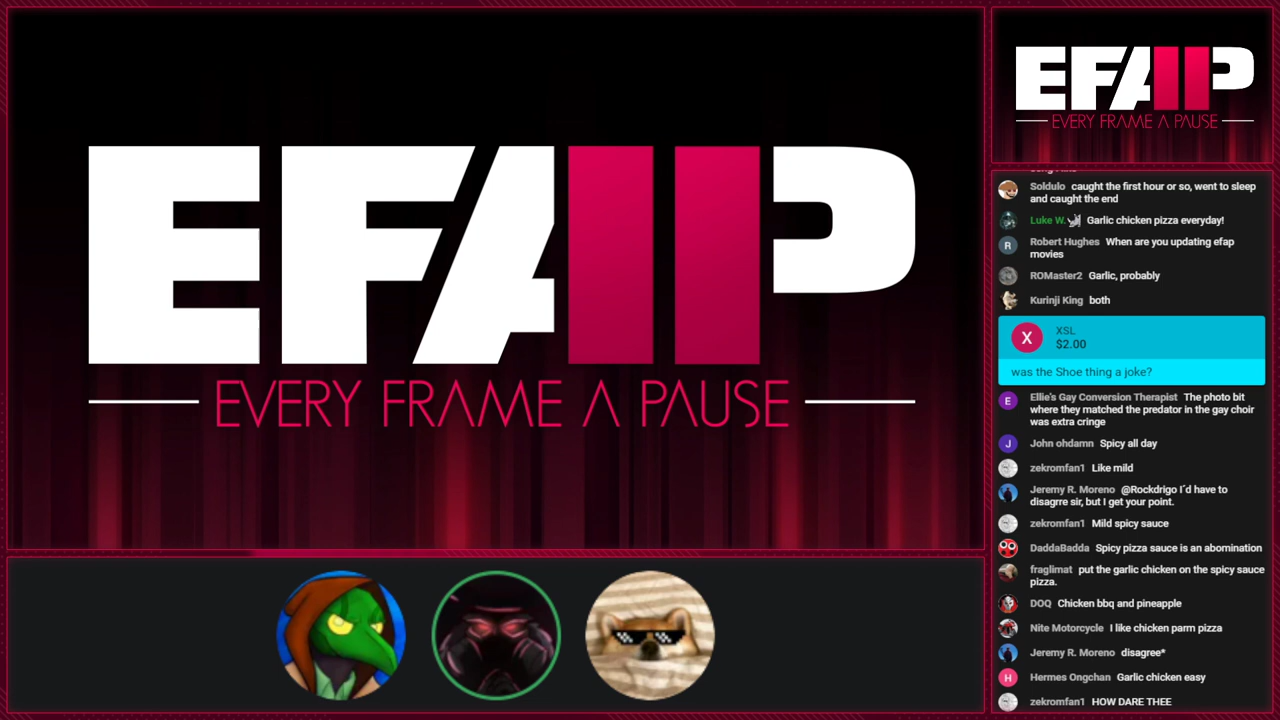 EFAP
EVERY FRAME A PAUSE
EFAP
EVERY FRAME A PAUSE
Soldulo caught the first hour or so, went to sleep
and caught the end
Luke W. Garlic chicken pizza everyday!
R
Robert Hughes When are you updating efap
movies
ROMaster2 Garlic, probably
Kurinji King both
X
XSL
$2.00
was the Shoe thing a joke?
E
Ellie's Gay Conversion Therapist The photo bit
where they matched the predator in the gay choir
was extra cringe
J
John ohdamn Spicy all day
zekromfan1 Like mild
Jeremy R. Moreno @Rockdrigo I´d have to
disagrre sir, but I get your point.
zekromfan1 Mild spicy sauce
DaddaBadda Spicy pizza sauce is an abomination
fraglimat put the garlic chicken on the spicy sauce
pizza.
DOQ Chicken bbq and pineapple
Nite Motorcycle I like chicken parm pizza
Jeremy R. Moreno disagree*
H
Hermes Ongchan Garlic chicken easy
zekromfan1 HOW DARE THEE